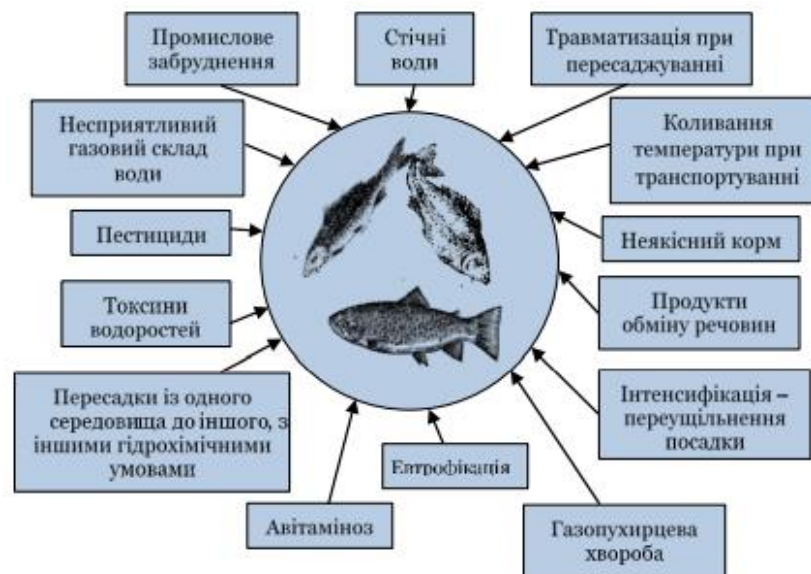 Промислове
забруднення
Стічні
води
Травматизація при
пересаджуванні
Несприятливий
газовий склад
води
Коливання
температури при
транспортуванні
Пестициди
Неякісний корм
Токсини
водоростей
Продукти
обміну речовин
Пересадки із одного
середовища до іншого, з
іншими гідрохімічними
умовами
Інтенсифікація –
переущільнення
посадки
Евтрофікація
Авітаміноз
Газопухирцева
хвороба